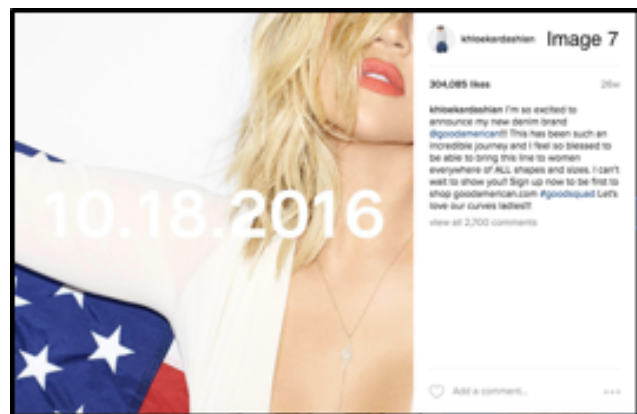 khloekardashian Image 7
304,085 likes 26w
khloekardashian I'm so excited to
announce my new denim brand
@goodamerican!!! This has been such an
incredible journey and I feel so blessed to
be able to bring this line to women
everywhere of ALL shapes and sizes. I can't
wait to show you!! Sign up now to be first to
shop goodamerican.com #goodsquad Let's
love our curves ladies!!!
view all 2,700 comments
10.18.2016
Add a comment...